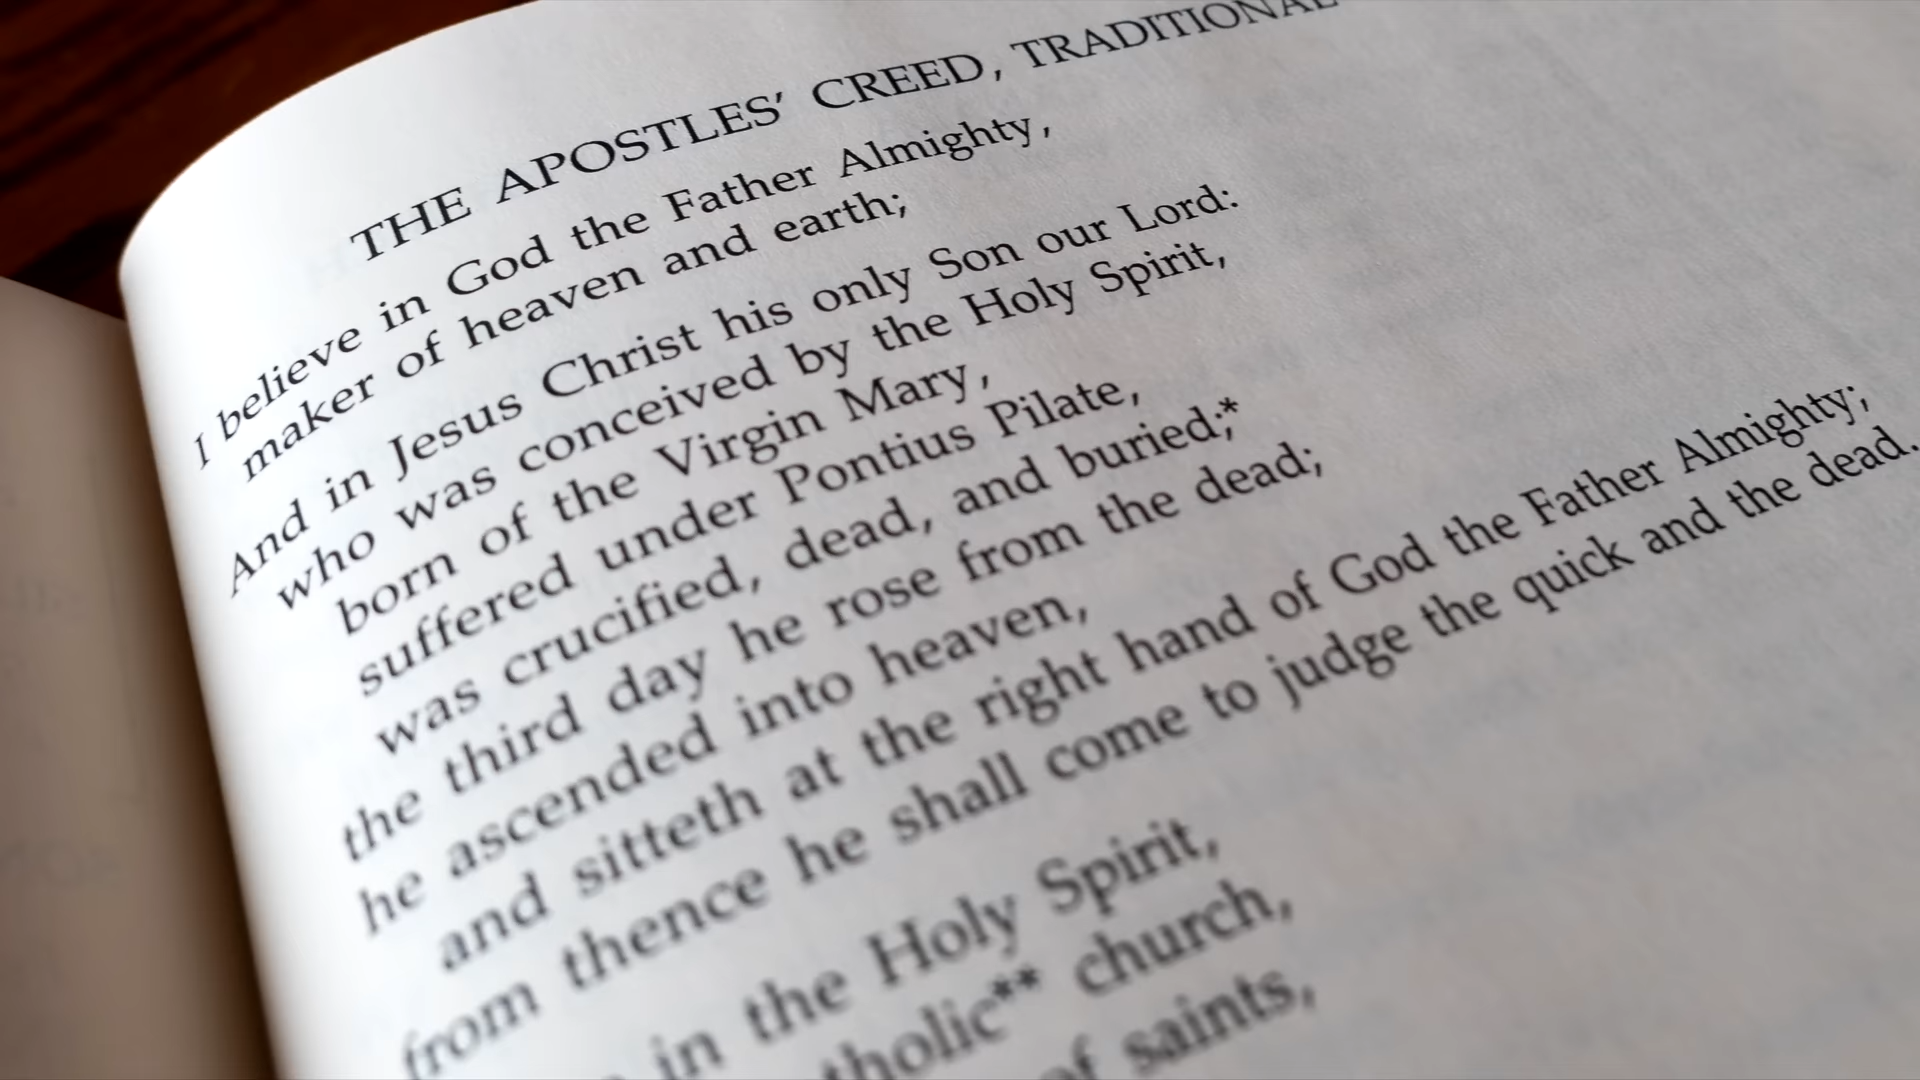 THE APOSTLES' CREED, TRADITIONAL
I believe in God the Father Almighty,
maker of heaven and earth;
And in Jesus Christ his only Son our Lord:
who was conceived by the Holy Spirit,
born of the Virgin Mary,
suffered under Pontius Pilate,
was crucified, dead, and buried;*
the third day he rose from the dead;
he ascended into heaven,
and sitteth at the right hand of God the Father Almighty;
from thence he shall come to judge the quick and the dead.
in the Holy Spirit,
tholic** church,
of saints,